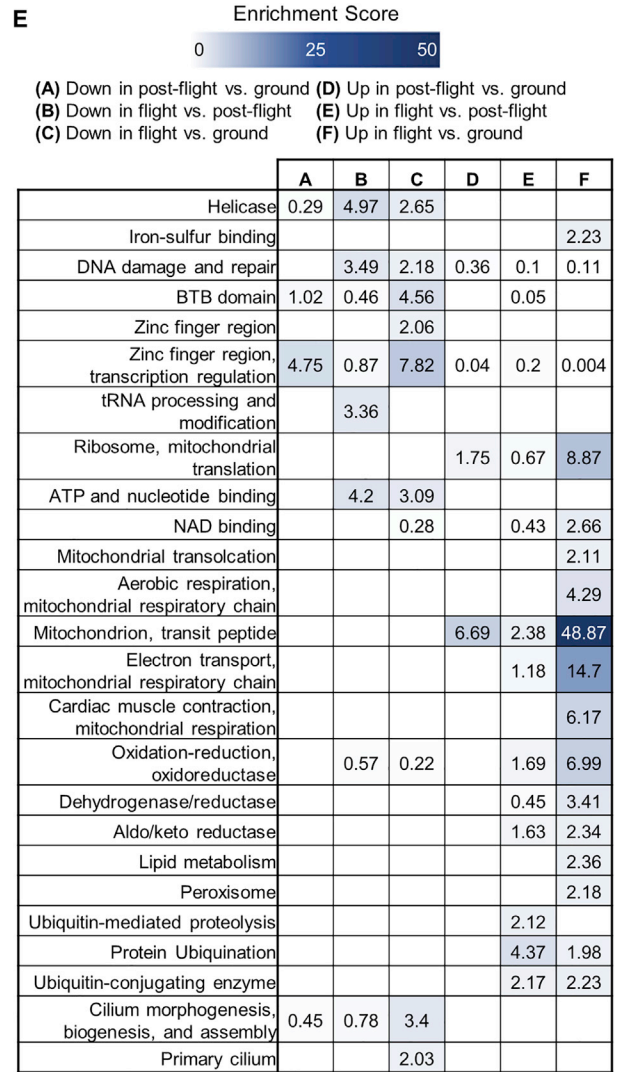 E
Enrichment Score
0 25 50
(A) Down in post-flight vs. ground (D) Up in post-flight vs. ground
(B) Down in flight vs. post-flight (E) Up in flight vs. post-flight
(C) Down in flight vs. ground (F) Up in flight vs. ground
A B C D E F
Helicase 0.29 4.97 2.65
Iron-sulfur binding 2.23
DNA damage and repair 3.49 2.18 0.36 0.1 0.11
BTB domain 1.02 0.46 4.56 0.05
Zinc finger region 2.06
Zinc finger region,
transcription regulation 4.75 0.87 7.82 0.04 0.2 0.004
tRNA processing and
modification 3.36
Ribosome, mitochondrial
translation 1.75 0.67 8.87
ATP and nucleotide binding 4.2 3.09
NAD binding 0.28 0.43 2.66
Mitochondrial transolcation 2.11
Aerobic respiration,
mitochondrial respiratory chain 4.29
Mitochondrion, transit peptide 6.69 2.38 48.87
Electron transport,
mitochondrial respiratory chain 1.18 14.7
Cardiac muscle contraction,
mitochondrial respiration 6.17
Oxidation-reduction,
oxidoreductase 0.57 0.22 1.69 6.99
Dehydrogenase/reductase 0.45 3.41
Aldo/keto reductase 1.63 2.34
Lipid metabolism 2.36
Peroxisome 2.18
Ubiquitin-mediated proteolysis 2.12
Protein Ubiquination 4.37 1.98
Ubiquitin-conjugating enzyme 2.17 2.23
Cilium morphogenesis,
biogenesis, and assembly 0.45 0.78 3.4
Primary cilium 2.03